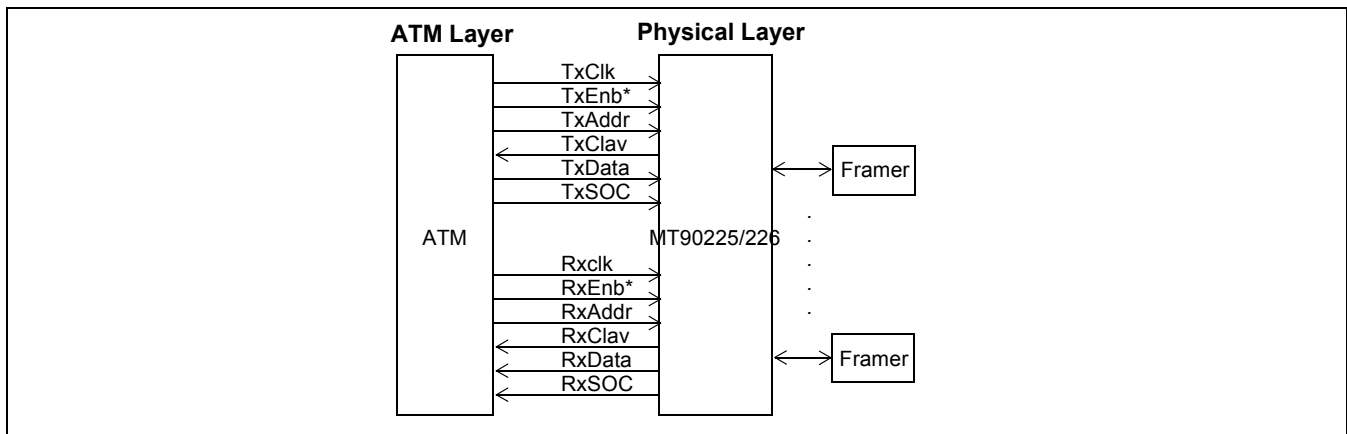 ATM Layer
Physical Layer
TxClk
TxEnb*
TxAddr
TxClav
TxData
TxSOC
Framer
ATM
MT90225/226
Rxclk
RxEnb*
RxAddr
RxClav
RxData
RxSOC
Framer